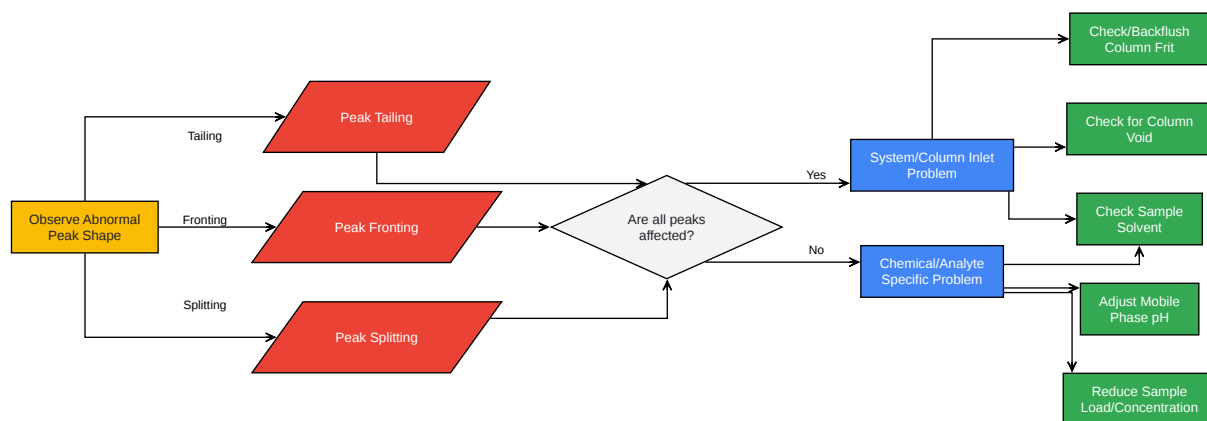 Check/Backflush
Column Frit
Peak Tailing
Tailing
Check for Column
Void
System/Column Inlet
Problem
Yes
Observe Abnormal
Peak Shape
Fronting
Peak Fronting
Are all peaks
affected?
Check Sample
Solvent
No
Chemical/Analyte
Specific Problem
Splitting
Peak Splitting
Adjust Mobile
Phase pH
Reduce Sample
Load/Concentration